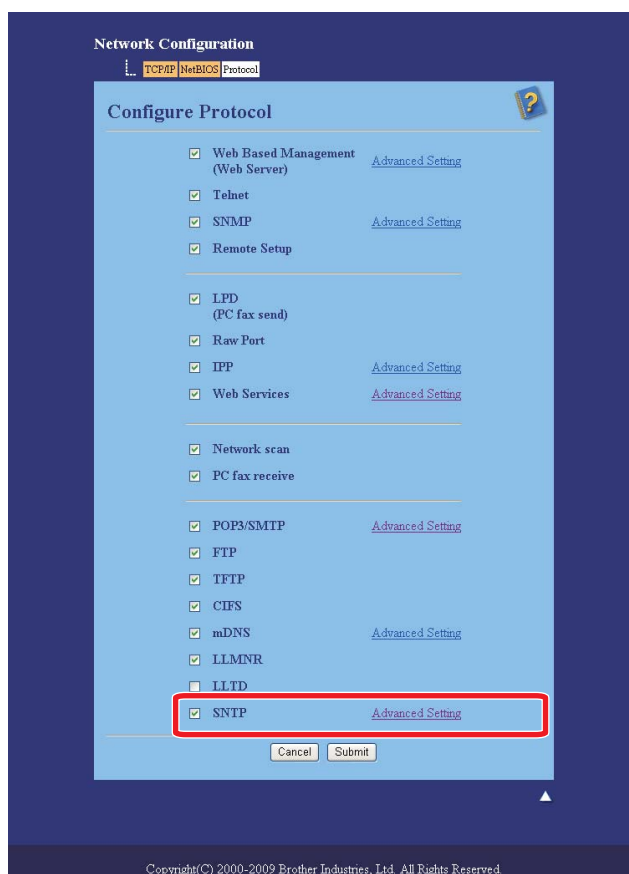 Network Configuration
TCP/IP NetBIOS Protocol
Configure Protocol
Web Based Management
(Web Server) Advanced Setting
Telnet
SNMP Advanced Setting
Remote Setup
LPD
(PC fax send)
Raw Port
IPP Advanced Setting
Web Services Advanced Setting
Network scan
PC fax receive
POP3/SMTP Advanced Setting
FTP
TFTP
CIFS
mDNS Advanced Setting
LLMNR
LLTD
SNTP Advanced Setting
Cancel Submit
Copyright(C) 2000-2009 Brother Industries, Ltd. All Rights Reserved.